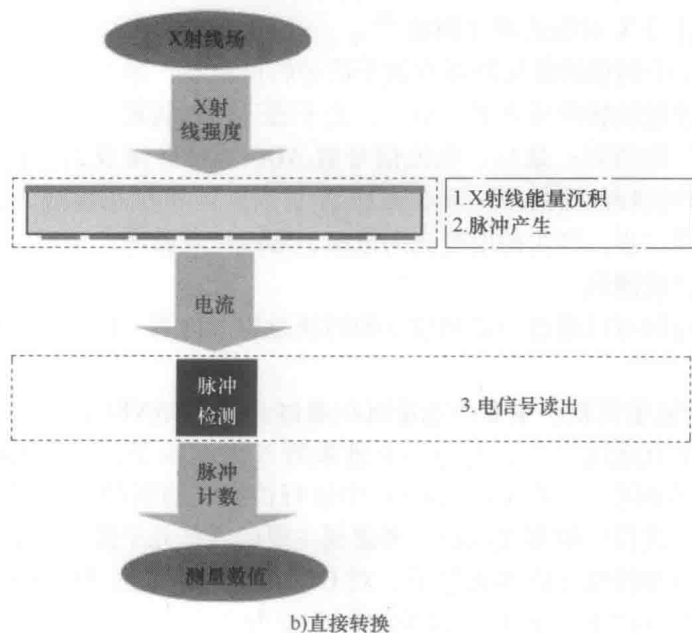 X射线场
X射
线强度
1.X射线能量沉积
2.脉冲产生
电流
脉冲
检测
3.电信号读出
脉冲
计数
测量数值
b)直接转换